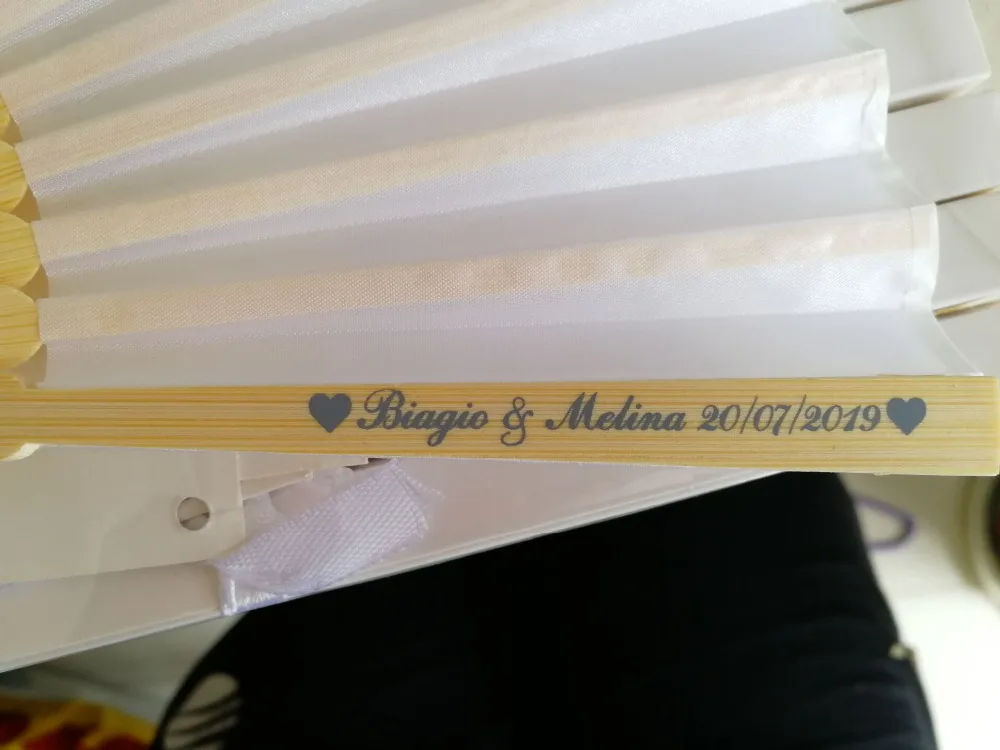 ♥ Biagio & Melina 20/07/2019 ♥